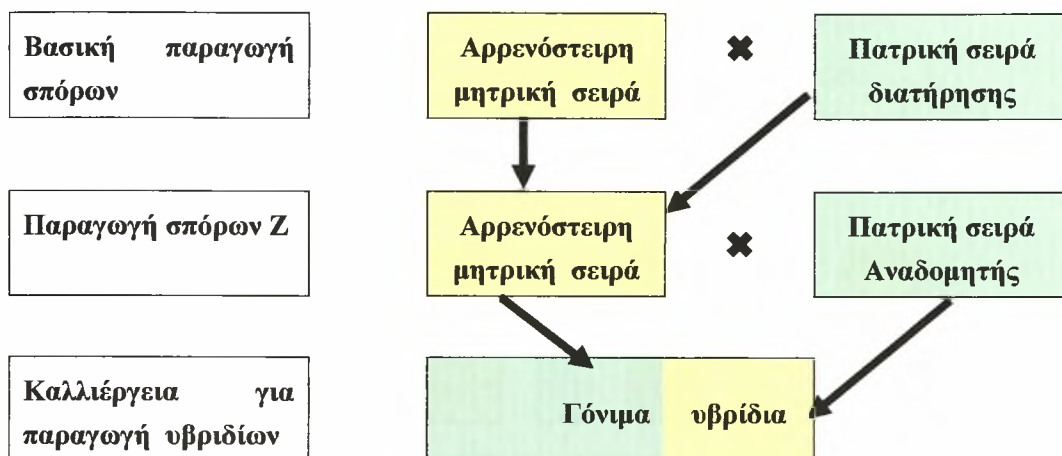 Βασική παραγωγή
σπόρων
Αρρενόστειρη
μητρική σειρά
✖
Πατρική σειρά
διατήρησης
Παραγωγή σπόρων Ζ
Αρρενόστειρη
μητρική σειρά
✖
Πατρική σειρά
Αναδομητής
Καλλιέργεια για
παραγωγή υβριδίων
Γόνιμα υβρίδια